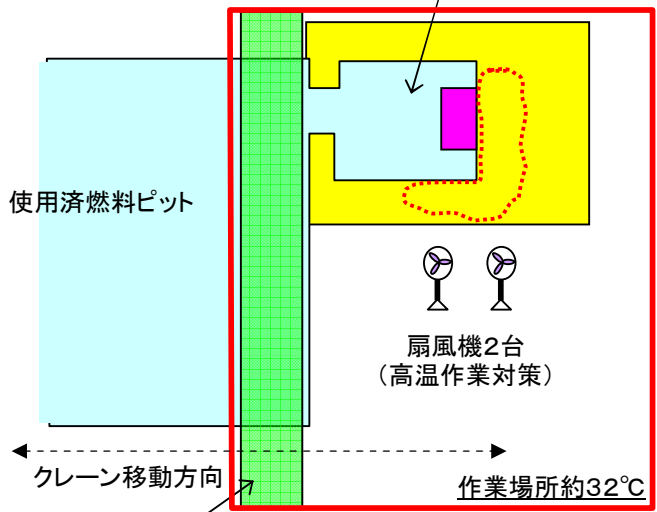 使用済燃料ピット
扇風機2台
（高温作業対策）
クレーン移動方向
作業場所約32℃